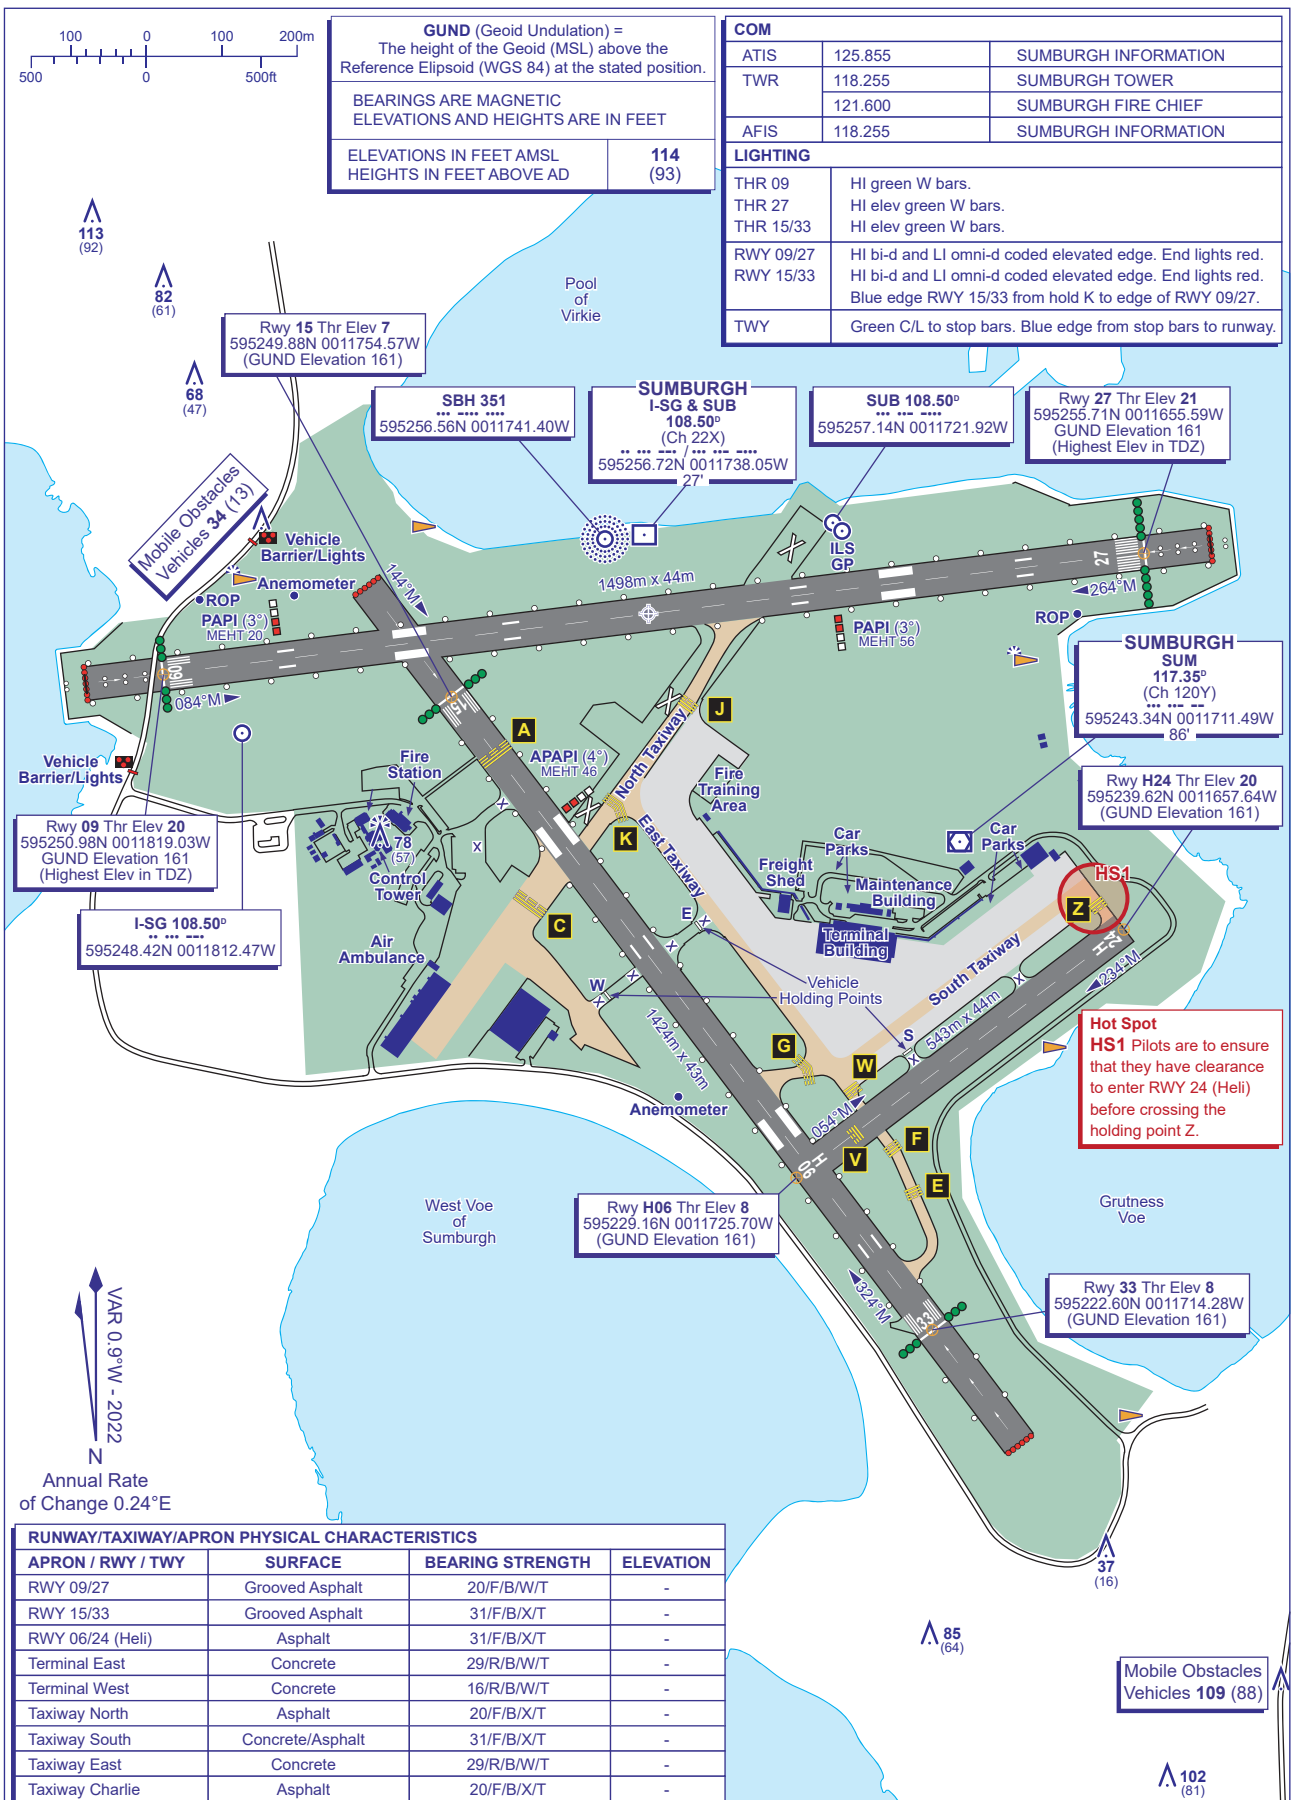 100 0 100 200m
500 0 500ft
GUND (Geoid Undulation) =
The height of the Geoid (MSL) above the
Reference Elipsoid (WGS 84) at the stated position.
BEARINGS ARE MAGNETIC
ELEVATIONS AND HEIGHTS ARE IN FEET
ELEVATIONS IN FEET AMSL 114
HEIGHTS IN FEET ABOVE AD (93)
COM
ATIS 125.855 SUMBURGH INFORMATION
TWR 118.255 SUMBURGH TOWER
121.600 SUMBURGH FIRE CHIEF
AFIS 118.255 SUMBURGH INFORMATION
LIGHTING
THR 09 HI green W bars.
THR 27 HI elev green W bars.
THR 15/33 HI elev green W bars.
RWY 09/27 HI bi-d and LI omni-d coded elevated edge. End lights red.
RWY 15/33 HI bi-d and LI omni-d coded elevated edge. End lights red.
Blue edge RWY 15/33 from hold K to edge of RWY 09/27.
TWY Green C/L to stop bars. Blue edge from stop bars to runway.
113
(92)
82
(61)
68
(47)
Pool
of
Virkie
Rwy 15 Thr Elev 7
595249.88N 0011754.57W
(GUND Elevation 161)
SBH 351
595256.56N 0011741.40W
SUMBURGH
I-SG & SUB
108.50D
(Ch 22X)
595256.72N 0011738.05W
27'
SUB 108.50D
595257.14N 0011721.92W
Rwy 27 Thr Elev 21
595255.71N 0011655.59W
GUND Elevation 161
(Highest Elev in TDZ)
Mobile Obstacles
Vehicles 34 (13)
Vehicle
Barrier/Lights
Anemometer
ROP
PAPI (3°)
MEHT 20
144°M
1498m x 44m
X
ILS
GP
27
264°M
ROP
PAPI (3°)
MEHT 56
09
084°M
15
SUMBURGH
SUM
117.35D
(Ch 120Y)
595243.34N 0011711.49W
86'
Vehicle
Barrier/Lights
Fire
Station
A
APAPI (4°)
MEHT 46
X
J
North Taxiway
X
K
East Taxiway
Fire
Training
Area
Rwy H24 Thr Elev 20
595239.62N 0011657.64W
(GUND Elevation 161)
Rwy 09 Thr Elev 20
595250.98N 0011819.03W
GUND Elevation 161
(Highest Elev in TDZ)
78
(57)
Control
Tower
X
X
Car
Parks
Car
Parks
Freight
Shed
Maintenance
Building
Terminal
Building
HS1
Z
H
24
I-SG 108.50D
595248.42N 0011812.47W
Air
Ambulance
C
E
X
X
X
W
X
Vehicle
Holding Points
South Taxiway
X
234°M
543m x 44m
S
X
1424m x 43m
Hot Spot
HS1 Pilots are to ensure
that they have clearance
to enter RWY 24 (Heli)
before crossing the
holding point Z.
G
W
Anemometer
054°M
V
F
E
H
06
West Voe
of
Sumburgh
Rwy H06 Thr Elev 8
595229.16N 0011725.70W
(GUND Elevation 161)
Grutness
Voe
324°M
33
Rwy 33 Thr Elev 8
595222.60N 0011714.28W
(GUND Elevation 161)
VAR 0.9°W - 2022
N
Annual Rate
of Change 0.24°E
37
(16)
85
(64)
Mobile Obstacles
Vehicles 109 (88)
102
(81)
RUNWAY/TAXIWAY/APRON PHYSICAL CHARACTERISTICS
APRON / RWY / TWY SURFACE BEARING STRENGTH ELEVATION
RWY 09/27 Grooved Asphalt 20/F/B/W/T -
RWY 15/33 Grooved Asphalt 31/F/B/X/T -
RWY 06/24 (Heli) Asphalt 31/F/B/X/T -
Terminal East Concrete 29/R/B/W/T -
Terminal West Concrete 16/R/B/W/T -
Taxiway North Asphalt 20/F/B/X/T -
Taxiway South Concrete/Asphalt 31/F/B/X/T -
Taxiway East Concrete 29/R/B/W/T -
Taxiway Charlie Asphalt 20/F/B/X/T -